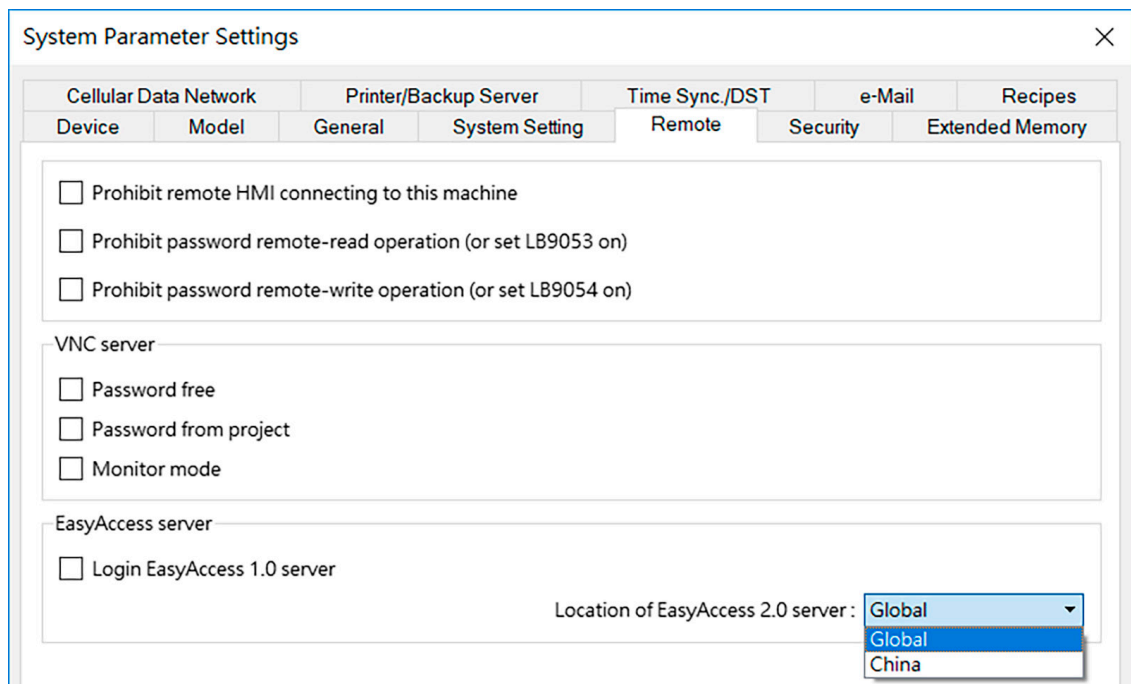 System Parameter Settings
Cellular Data Network Printer/Backup Server Time Sync./DST e-Mail Recipes
Device Model General System Setting Remote Security Extended Memory
Prohibit remote HMI connecting to this machine
Prohibit password remote-read operation (or set LB9053 on)
Prohibit password remote-write operation (or set LB9054 on)
VNC server
Password free
Password from project
Monitor mode
EasyAccess server
Login EasyAccess 1.0 server
Location of EasyAccess 2.0 server : Global
Global
China